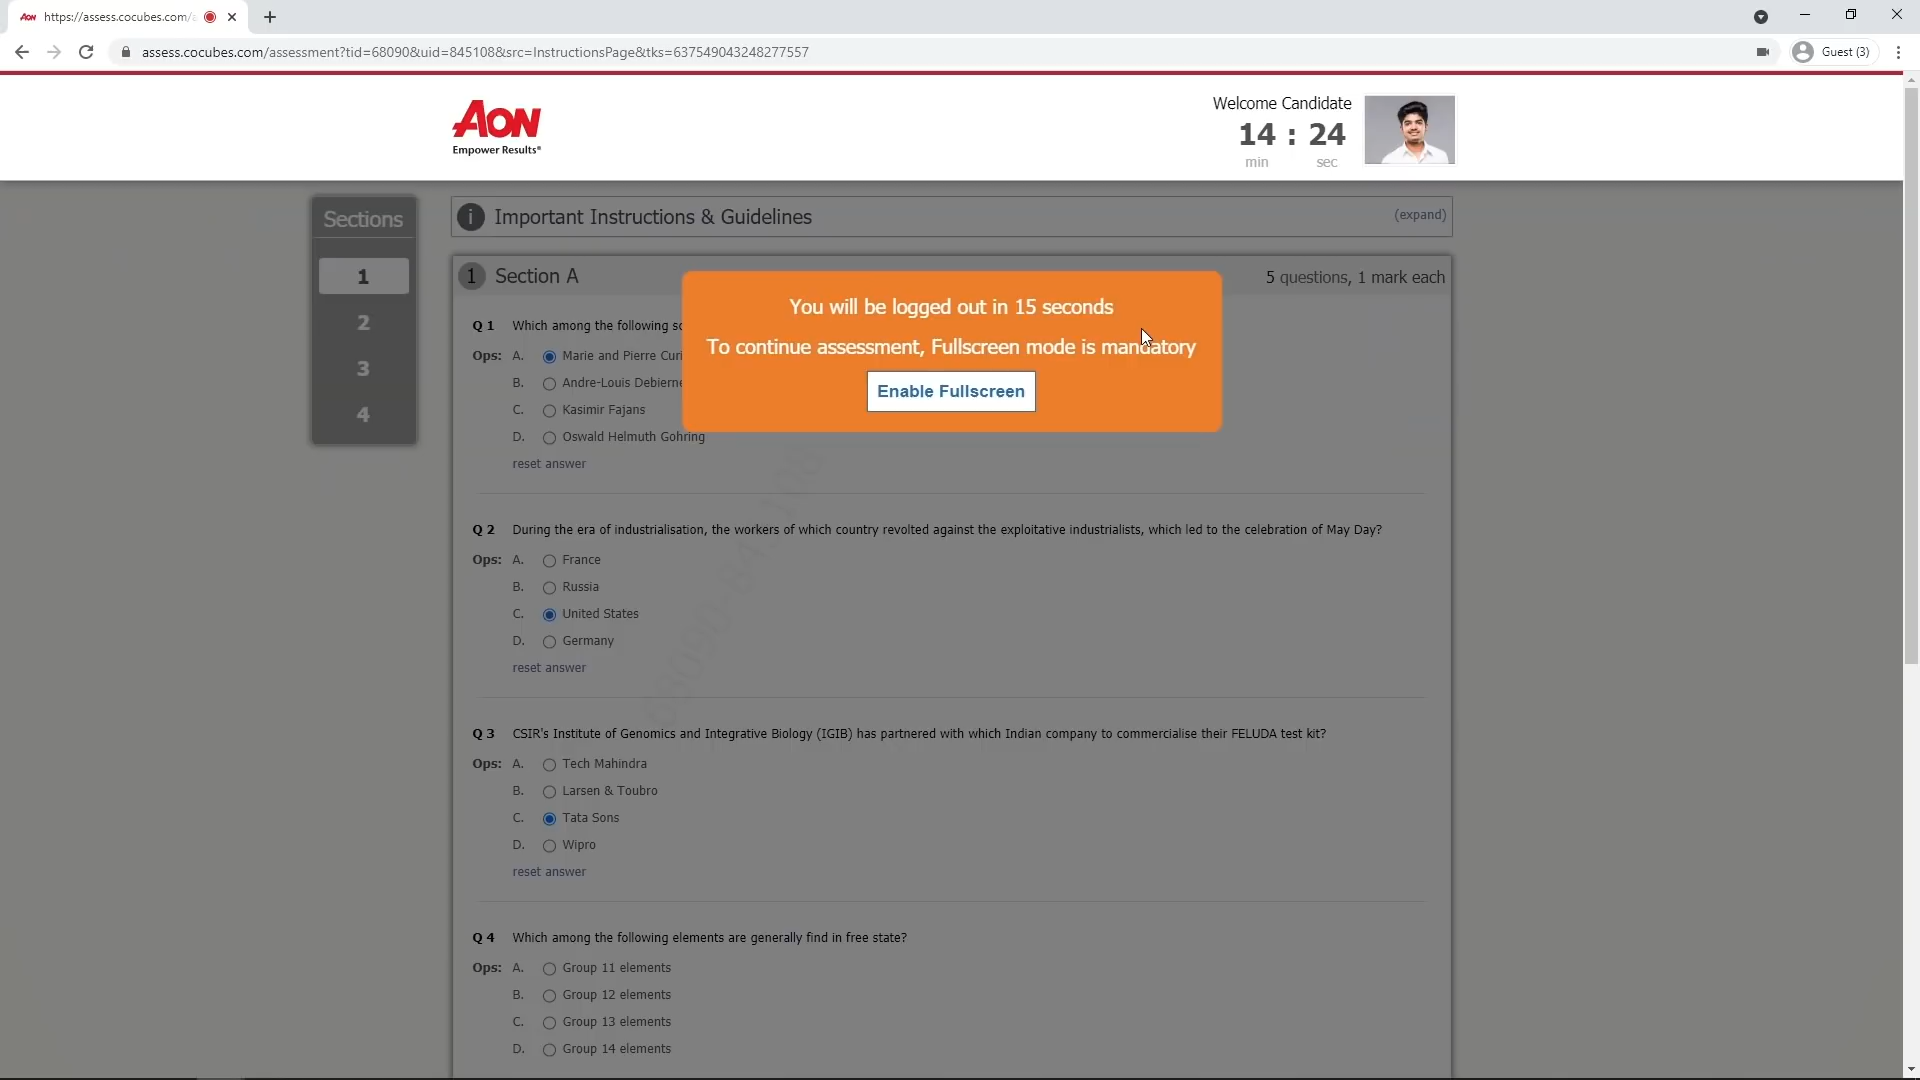 Aon https://assess.cocubes.com/a
assess.cocubes.com/assessment?tid=68090&uid=845108&src=InstructionsPage&tks=637549043248277557
Guest (3)
AON
Empower Results®
Welcome Candidate
14 : 24
min sec
Sections
1
2
3
4
i Important Instructions & Guidelines (expand)
1 Section A 5 questions, 1 mark each
You will be logged out in 15 seconds
To continue assessment, Fullscreen mode is mandatory
Enable Fullscreen
Q 1 Which among the following sc
Ops: A. Marie and Pierre Curi
B. Andre-Louis Debierne
C. Kasimir Fajans
D. Oswald Helmuth Gohring
reset answer
Q 2 During the era of industrialisation, the workers of which country revolted against the exploitative industrialists, which led to the celebration of May Day?
Ops: A. France
B. Russia
C. United States
D. Germany
reset answer
Q 3 CSIR's Institute of Genomics and Integrative Biology (IGIB) has partnered with which Indian company to commercialise their FELUDA test kit?
Ops: A. Tech Mahindra
B. Larsen & Toubro
C. Tata Sons
D. Wipro
reset answer
Q 4 Which among the following elements are generally find in free state?
Ops: A. Group 11 elements
B. Group 12 elements
C. Group 13 elements
D. Group 14 elements